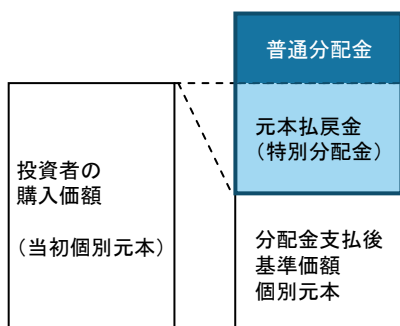 普通分配金
元本払戻金
（特別分配金）
投資者の
購入価額
（当初個別元本）
分配金支払後
基準価額
個別元本